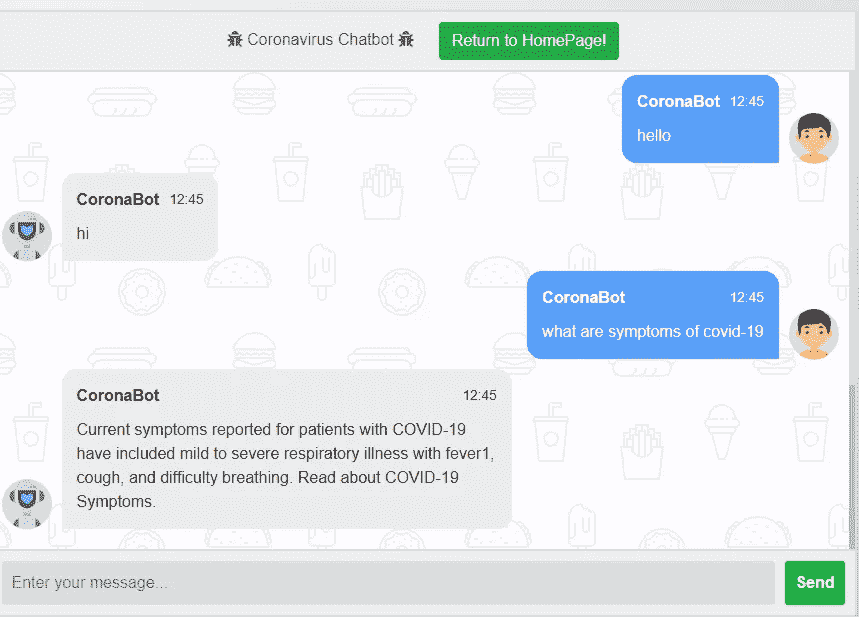 Coronavirus Chatbot
Return to HomePage!
CoronaBot 12:45
hello
CoronaBot 12:45
hi
CoronaBot 12:45
what are symptoms of covid-19
CoronaBot 12:45
Current symptoms reported for patients with COVID-19
have included mild to severe respiratory illness with fever1,
cough, and difficulty breathing. Read about COVID-19
Symptoms.
Enter your message...
Send